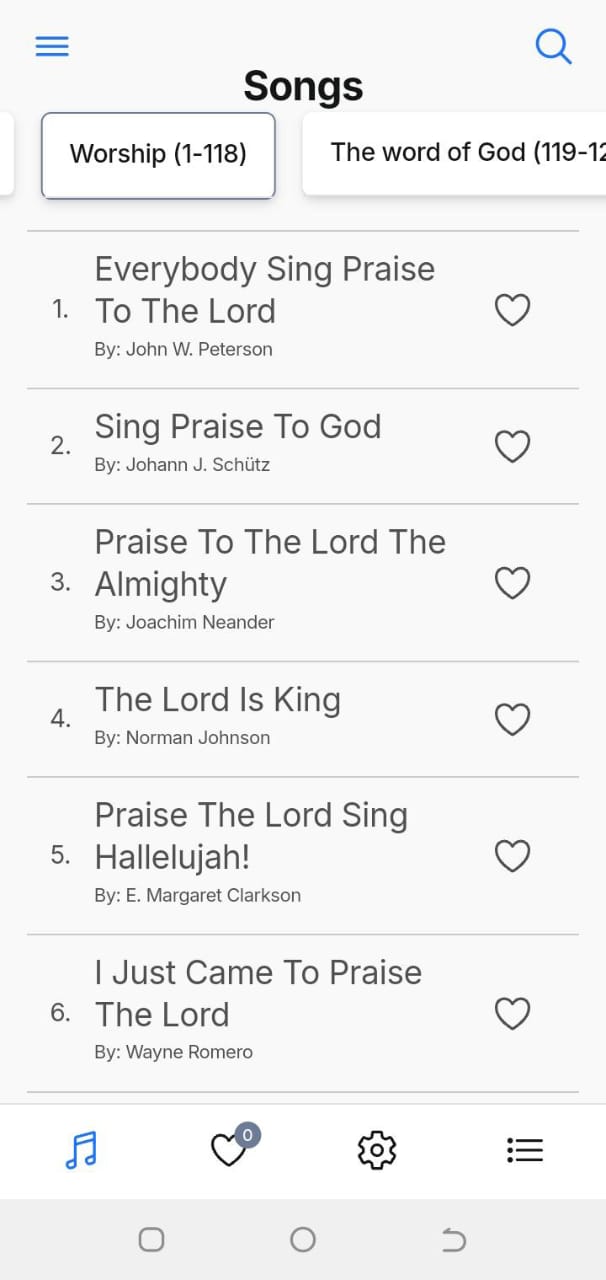 Songs
Worship (1-118)
The word of God (119-12
Everybody Sing Praise
1.
To The Lord
By: John W. Peterson
Sing Praise To God
2.
By: Johann J. Schütz
Praise To The Lord The
3.
Almighty
By: Joachim Neander
The Lord Is King
4.
By: Norman Johnson
Praise The Lord Sing
5.
Hallelujah!
By: E. Margaret Clarkson
I Just Came To Praise
6.
The Lord
By: Wayne Romero
0